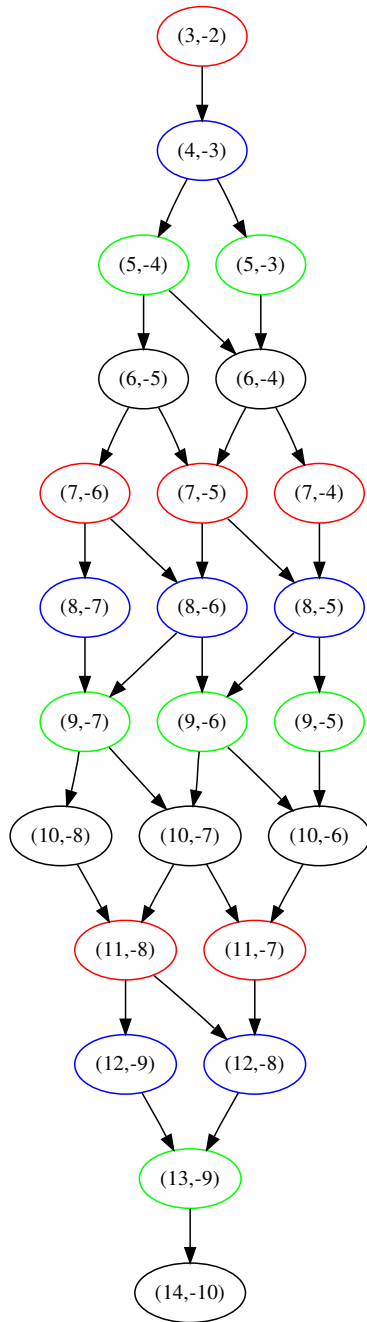 (3,-2)
(4,-3)
(5,-4) (5,-3)
(6,-5) (6,-4)
(7,-6) (7,-5) (7,-4)
(8,-7) (8,-6) (8,-5)
(9,-7) (9,-6) (9,-5)
(10,-8) (10,-7) (10,-6)
(11,-8) (11,-7)
(12,-9) (12,-8)
(13,-9)
(14,-10)